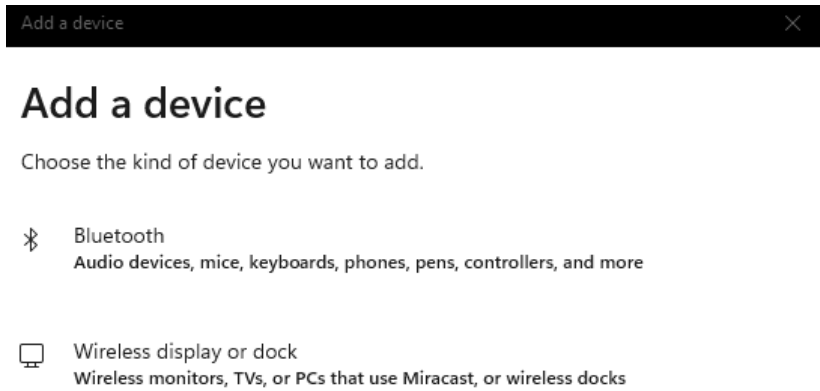 Add a device
Add a device
Choose the kind of device you want to add.
Bluetooth
Audio devices, mice, keyboards, phones, pens, controllers, and more
Wireless display or dock
Wireless monitors, TVs, or PCs that use Miracast, or wireless docks